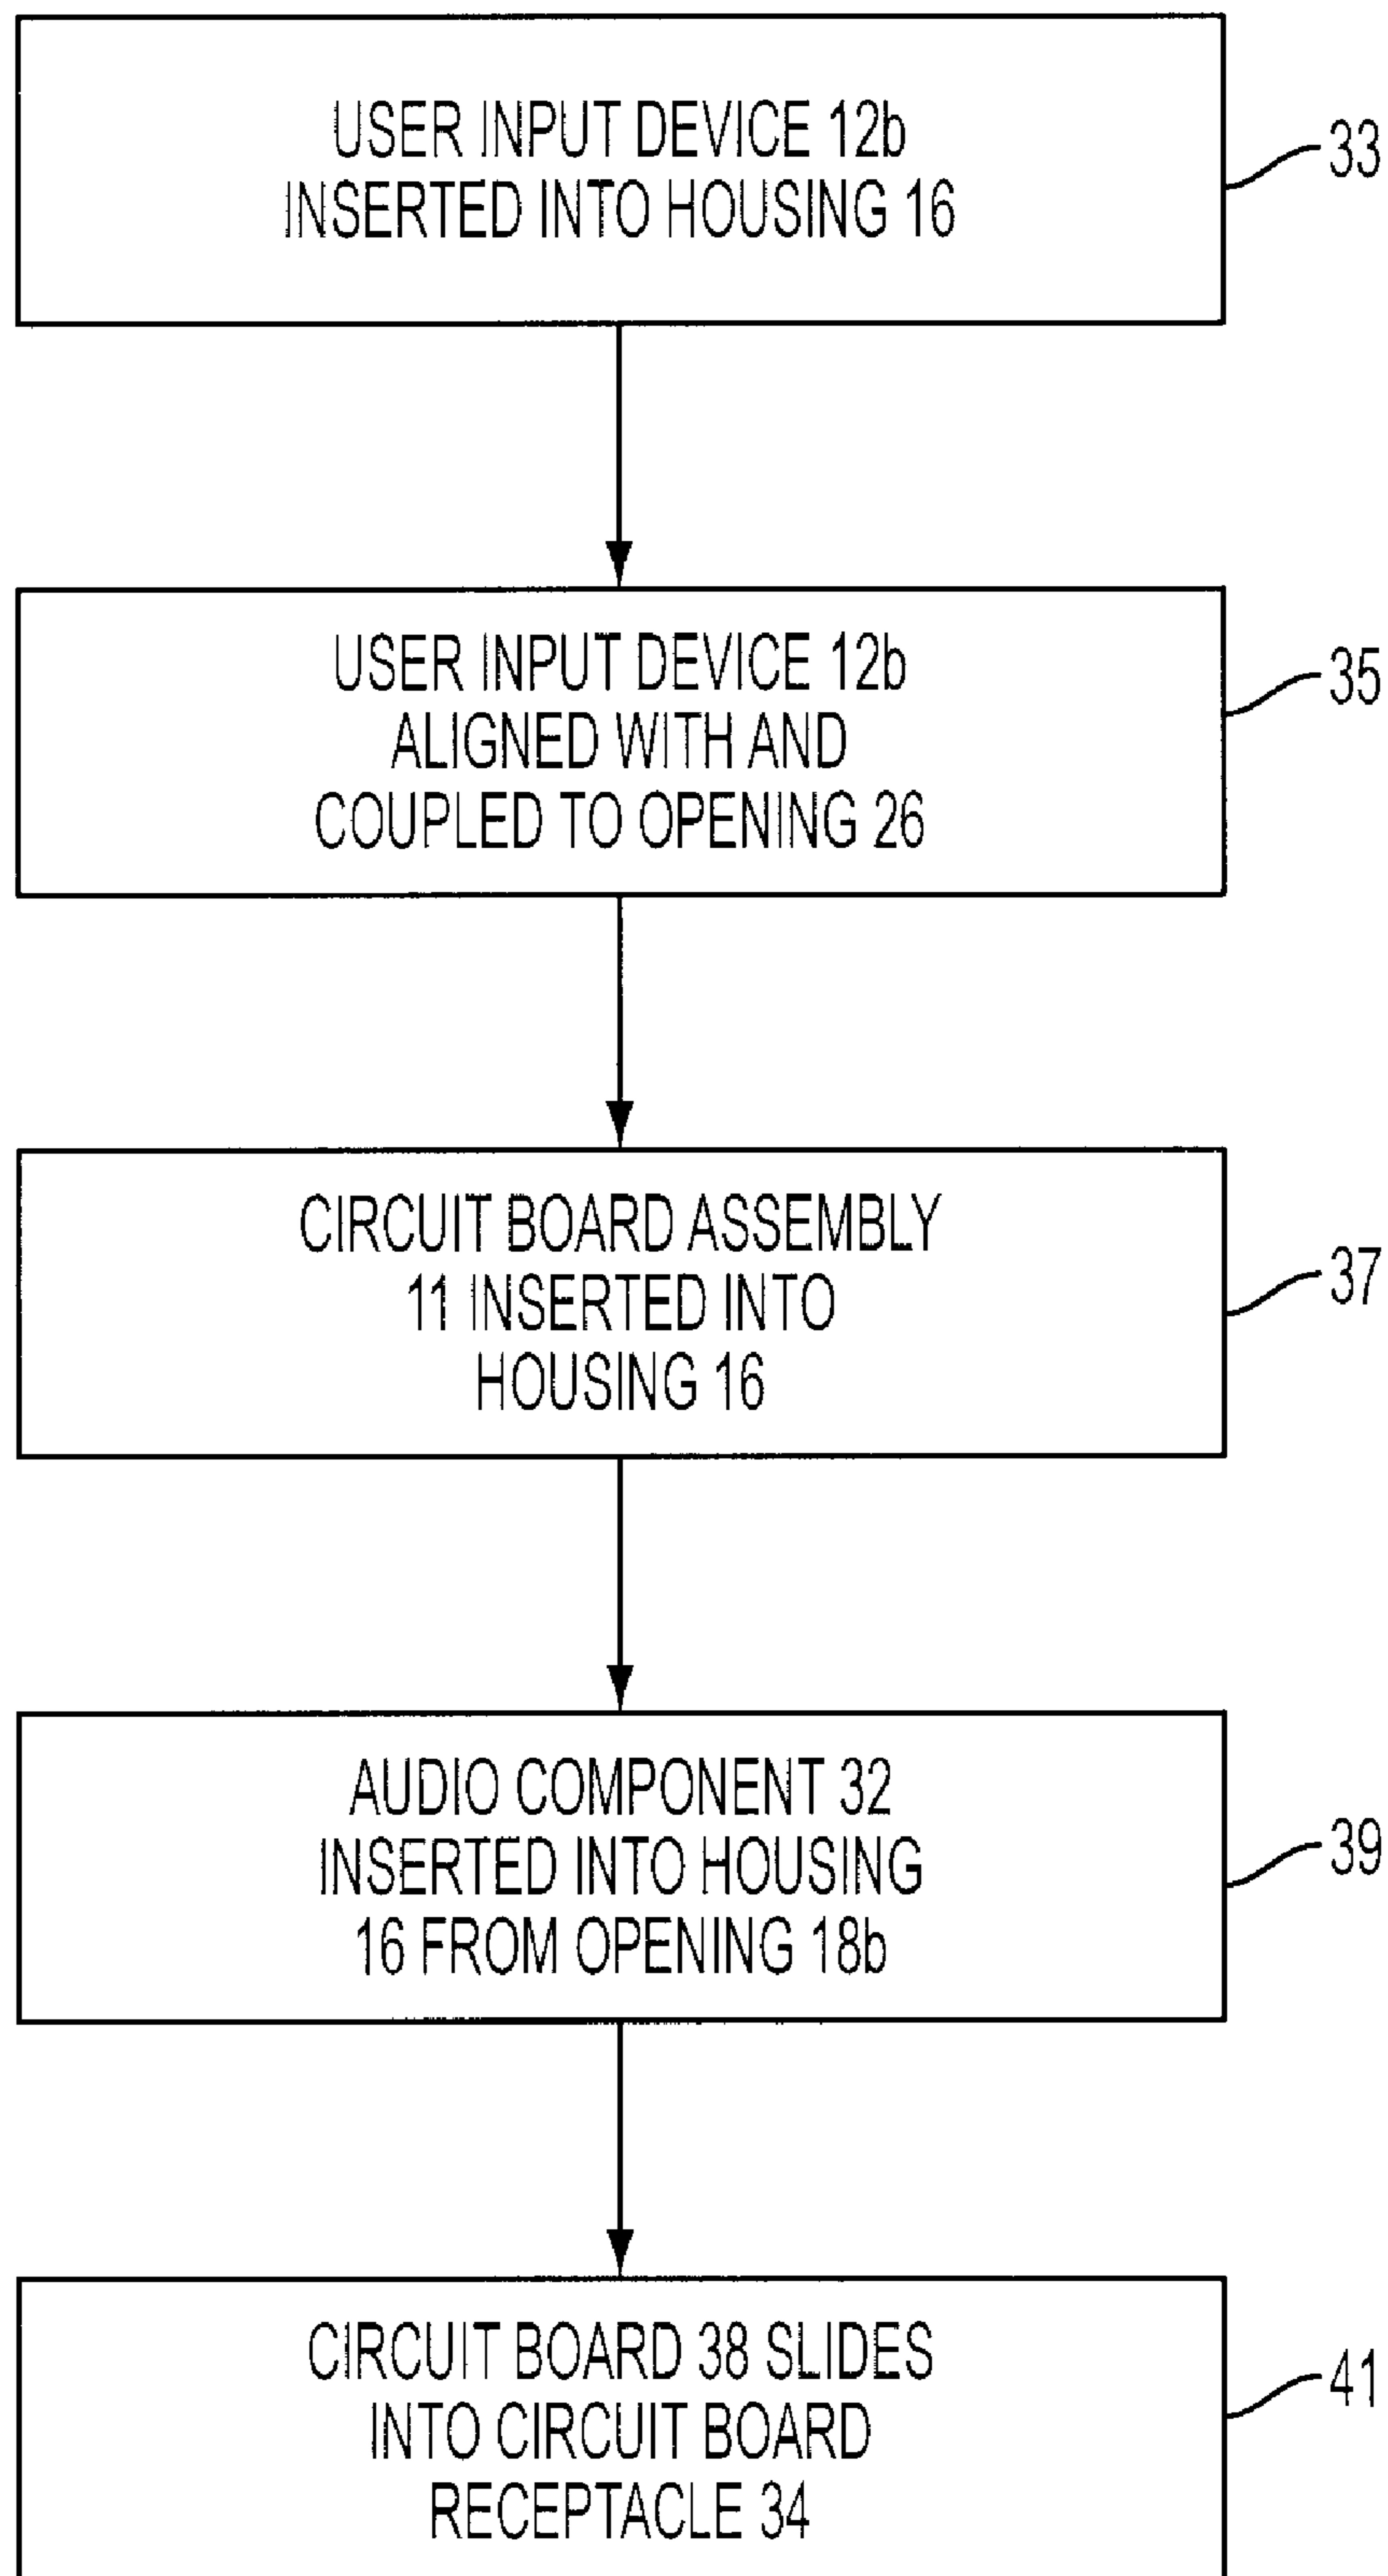 USER INPUT DEVICE 12b
INSERTED INTO HOUSING 16
33
USER INPUT DEVICE 12b
ALIGNED WITH AND
COUPLED TO OPENING 26
35
CIRCUIT BOARD ASSEMBLY
11 INSERTED INTO
HOUSING 16
37
AUDIO COMPONENT 32
INSERTED INTO HOUSING
16 FROM OPENING 18b
39
CIRCUIT BOARD 38 SLIDES
INTO CIRCUIT BOARD
RECEPTACLE 34
41